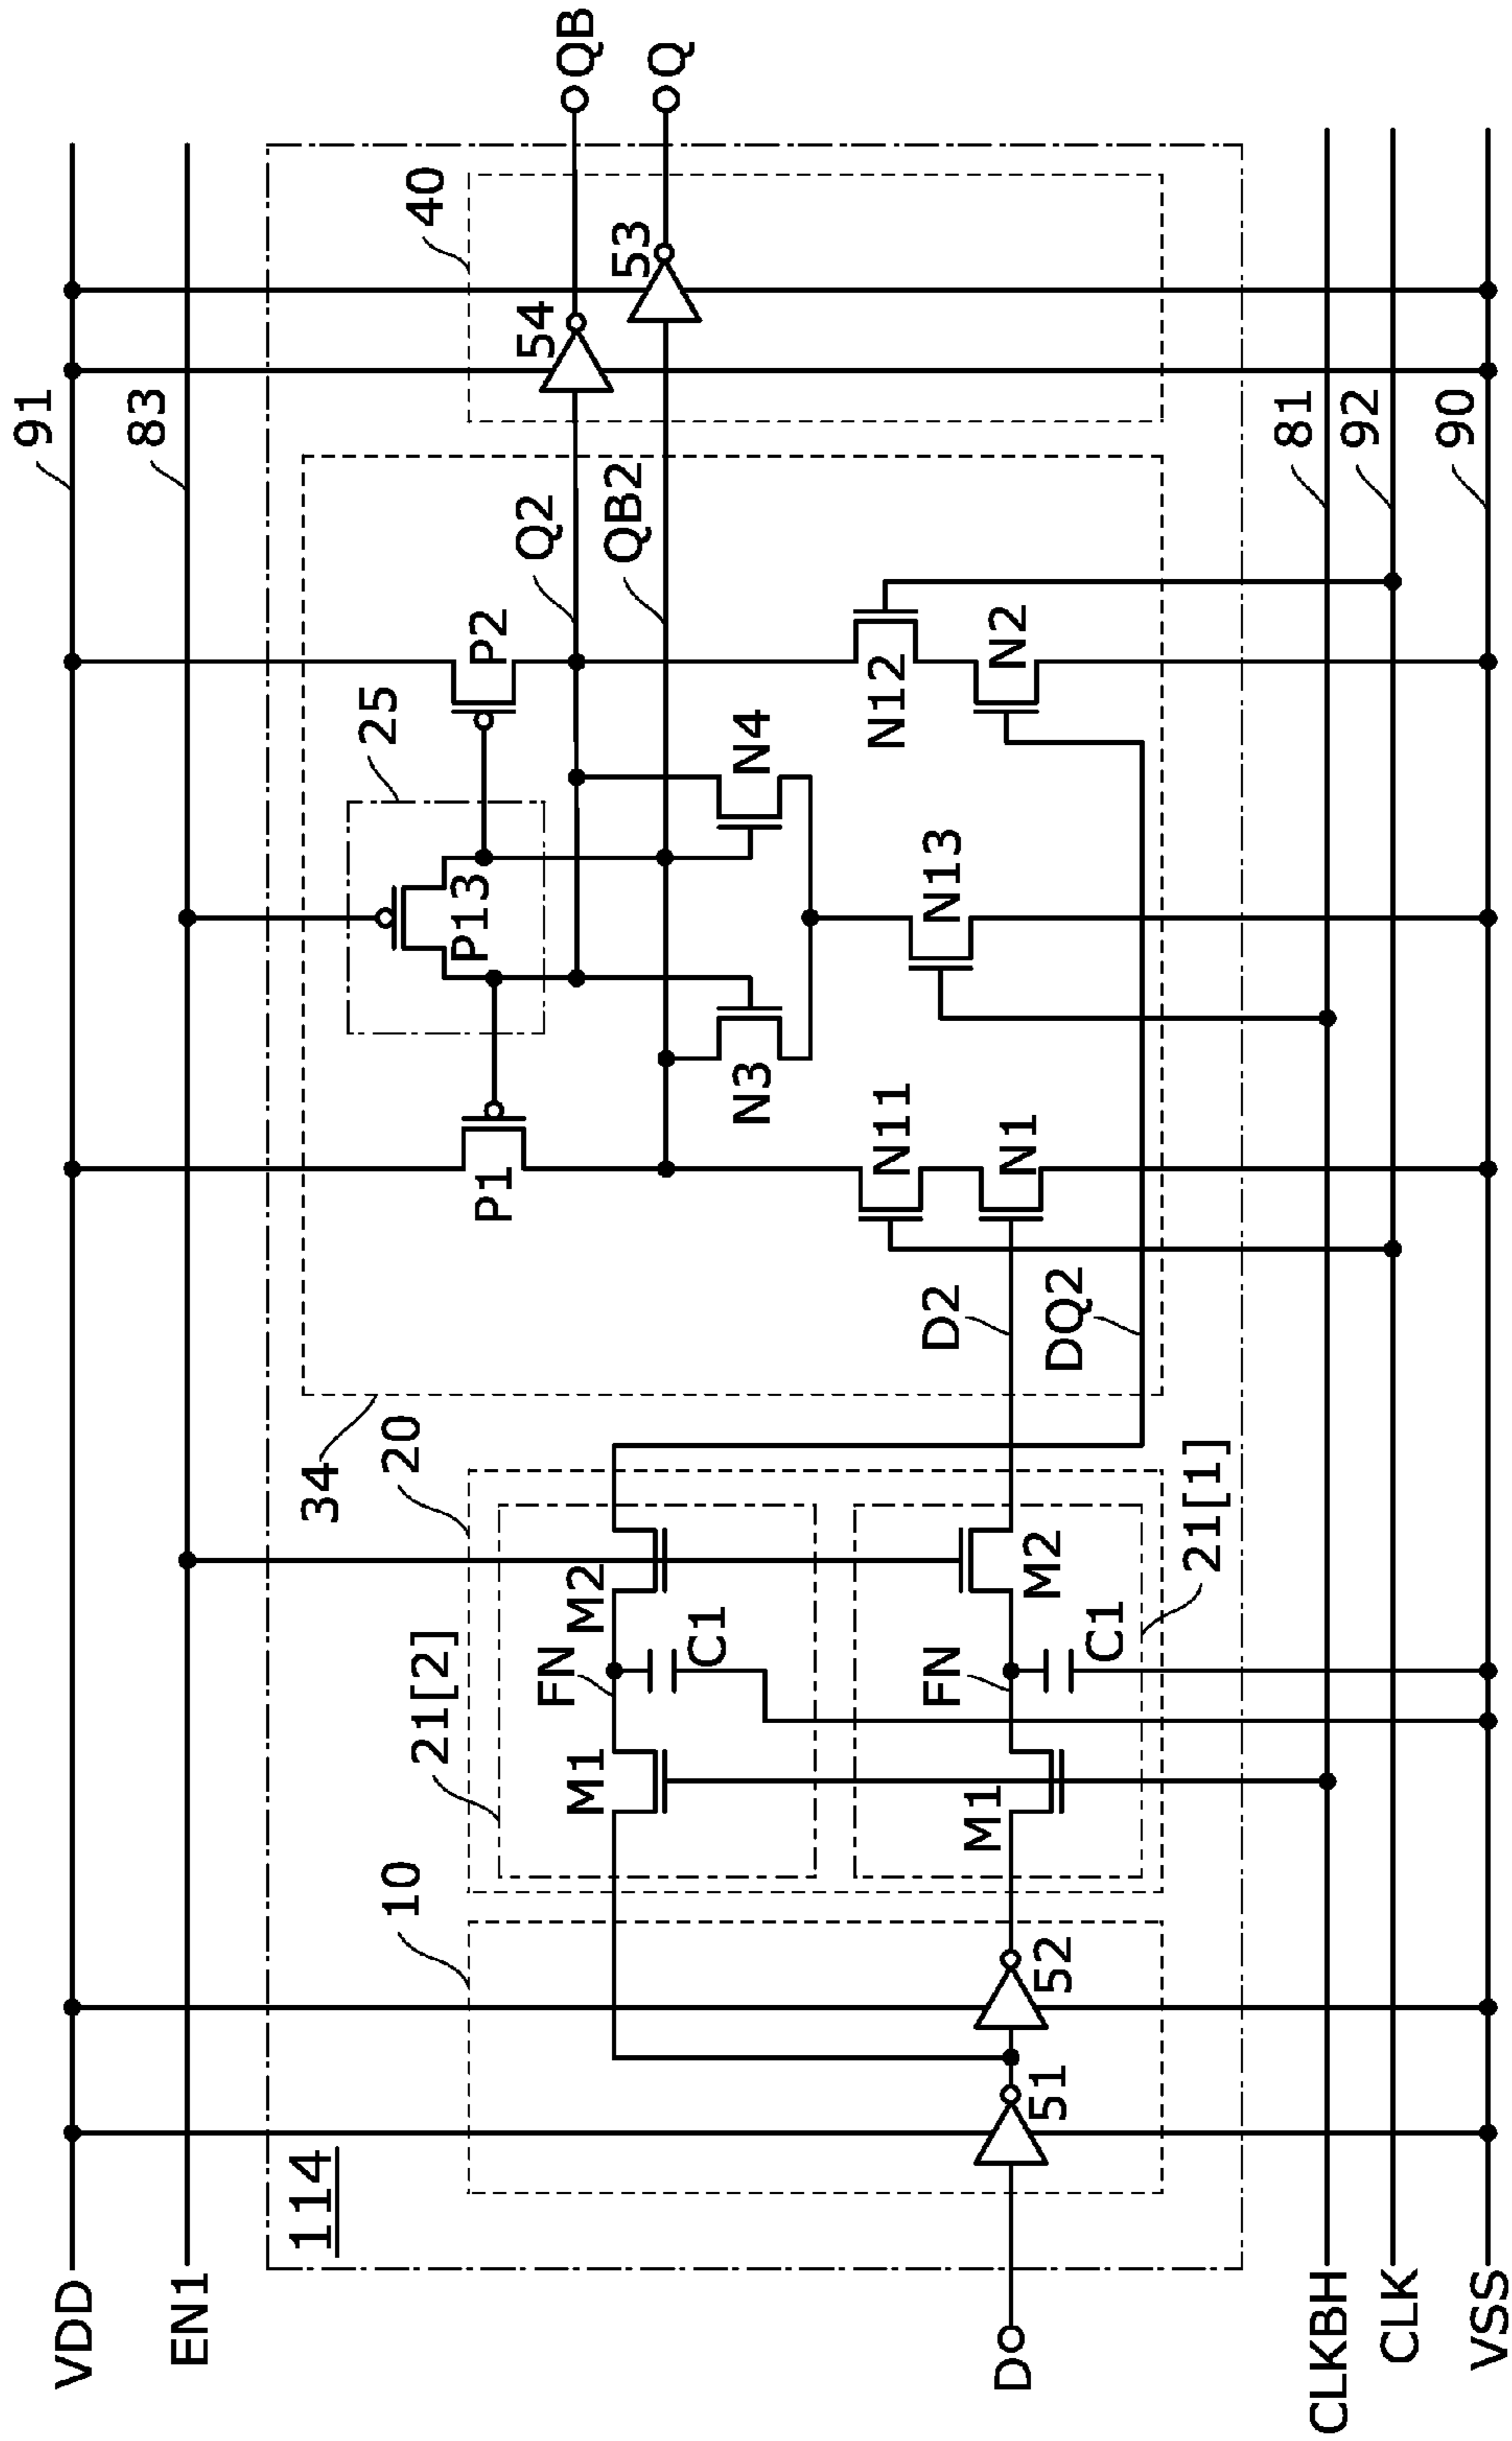 VDD
91
EN1
83
114
34
25
40
P2
P13
P1
Q2
QB2
54
53
QB
Q
20
10
21[2]
M1
FN
M2
C1
N3
N4
N11
N13
N12
N1
N2
D2
DQ2
D
51
52
M1
FN
M2
C1
21[1]
CLKBH
81
CLK
92
VSS
90